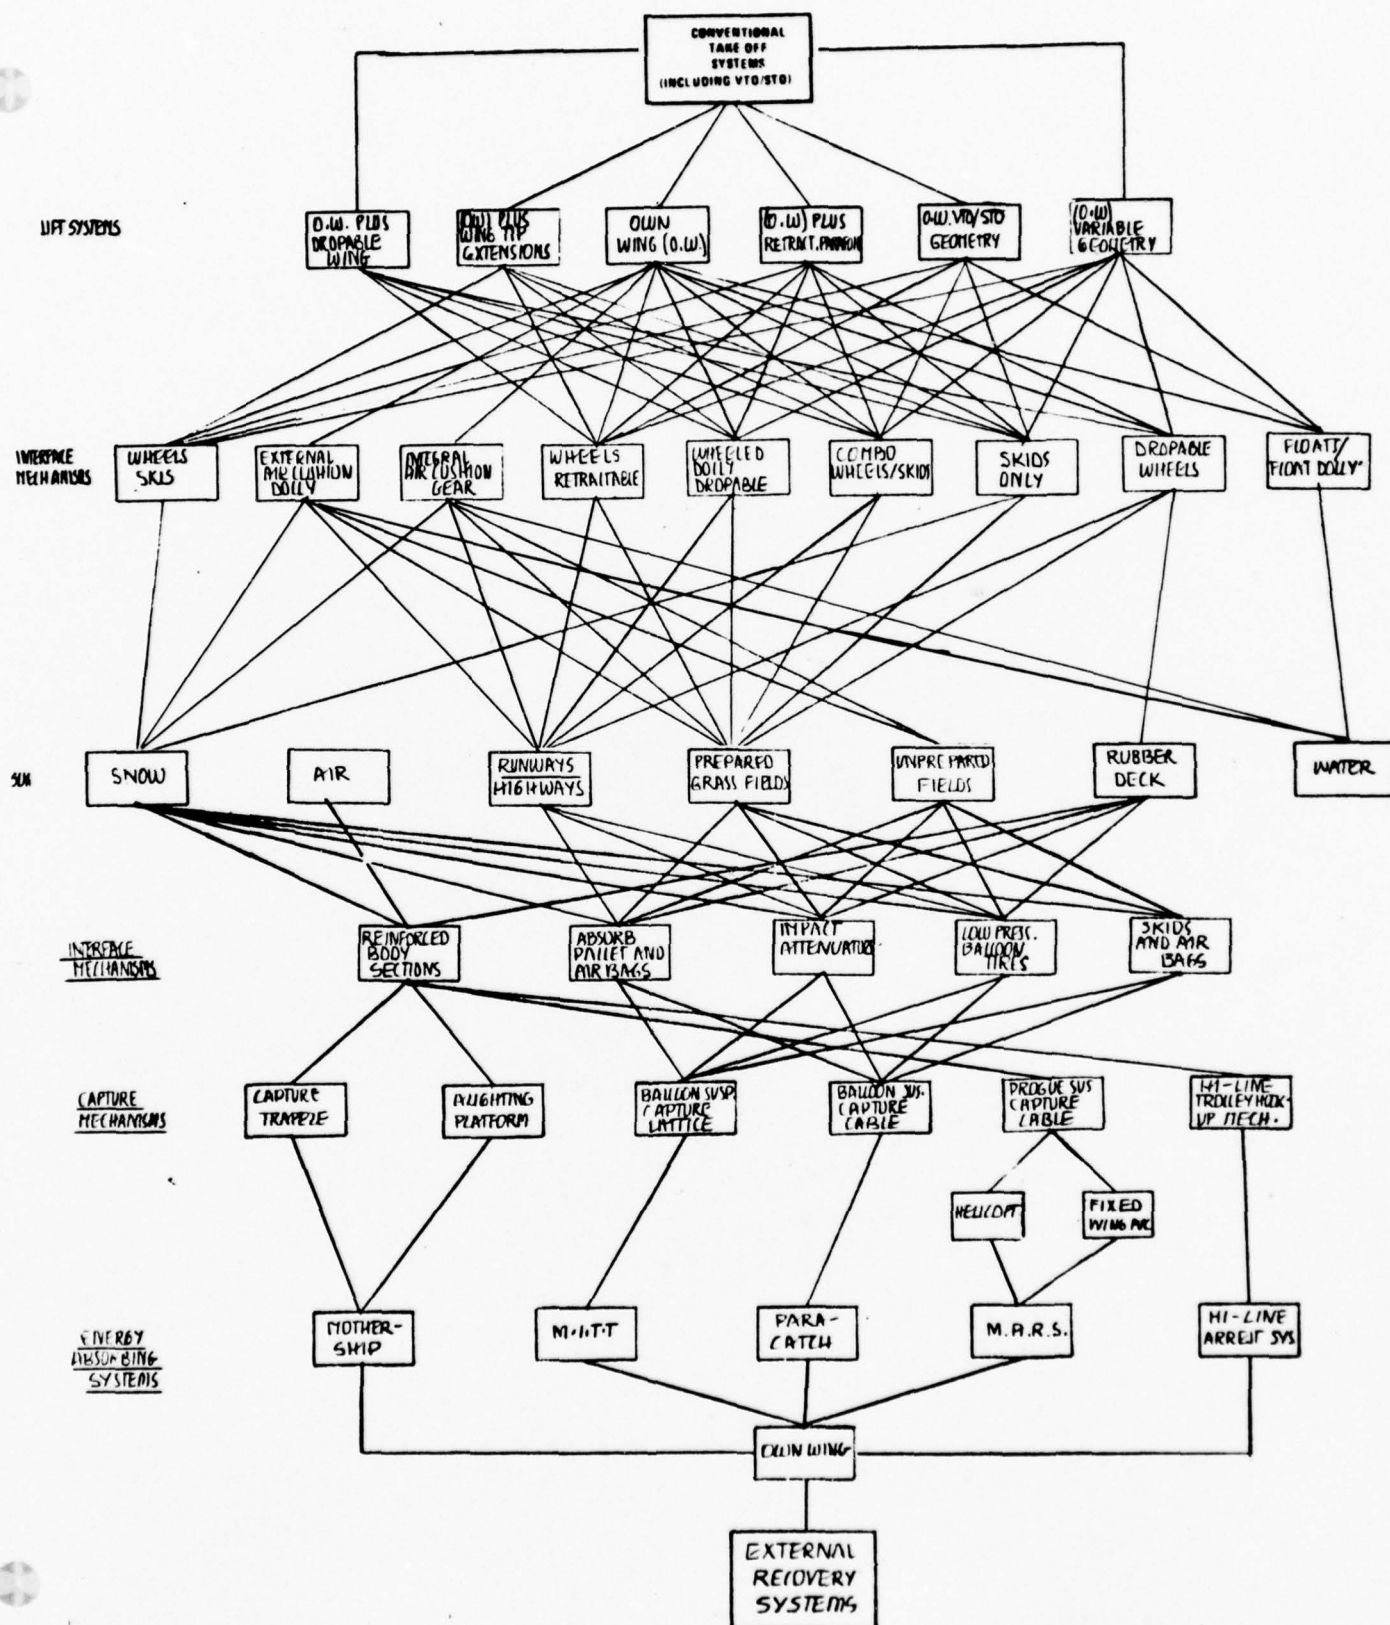 CONVENTIONAL
TAKE OFF
SYSTEMS
(INCLUDING VTO/STO)
LIFT SYSTEMS
O.W. PLUS
DROPABLE
WING
(O.W) PLUS
WING TIP
EXTENSIONS
OWN
WING (O.W.)
(O.W) PLUS
RETRACT.
O.W. VTO/STO
GEOMETRY
(O.W)
VARIABLE
GEOMETRY
INTERFACE
MECHANISMS
WHEELS
SKIS
EXTERNAL
AIR CUSHION
DOLLY
INTEGRAL
AIR CUSHION
GEAR
WHEELS
RETRAITABLE
WHEELED
DOLLY
DROPABLE
COMBO
WHEELS/SKIDS
SKIDS
ONLY
DROPABLE
WHEELS
FLOATS/
FLOAT DOLLY
SNOW
AIR
RUNWAYS
HIGHWAYS
PREPARED
GRASS FIELDS
UNPREPARED
FIELDS
RUBBER
DECK
WATER
INTERFACE
MECHANISMS
REINFORCED
BODY
SECTIONS
ABSORB
PALLET AND
AIR BAGS
IMPACT
ATTENUATION
LOW PRESS.
BALLOON
TIRES
SKIDS
AND AIR
BAGS
CAPTURE
MECHANISMS
CAPTURE
TRAPEZE
ALIGHTING
PLATFORM
BALLOON SUSP.
CAPTURE
LATTICE
BALLOON SUS.
CAPTURE
CABLE
DROGUE SUS
CAPTURE
CABLE
HI-LINE
TROLLEY HOOK-
UP MECH.
HELICOPT
FIXED
WING A/C
ENERGY
ABSORBING
SYSTEMS
MOTHER-
SHIP
PARA-
CATCH
M.A.R.S.
HI-LINE
ARREST SYS
OWN WING
EXTERNAL
RECOVERY
SYSTEMS